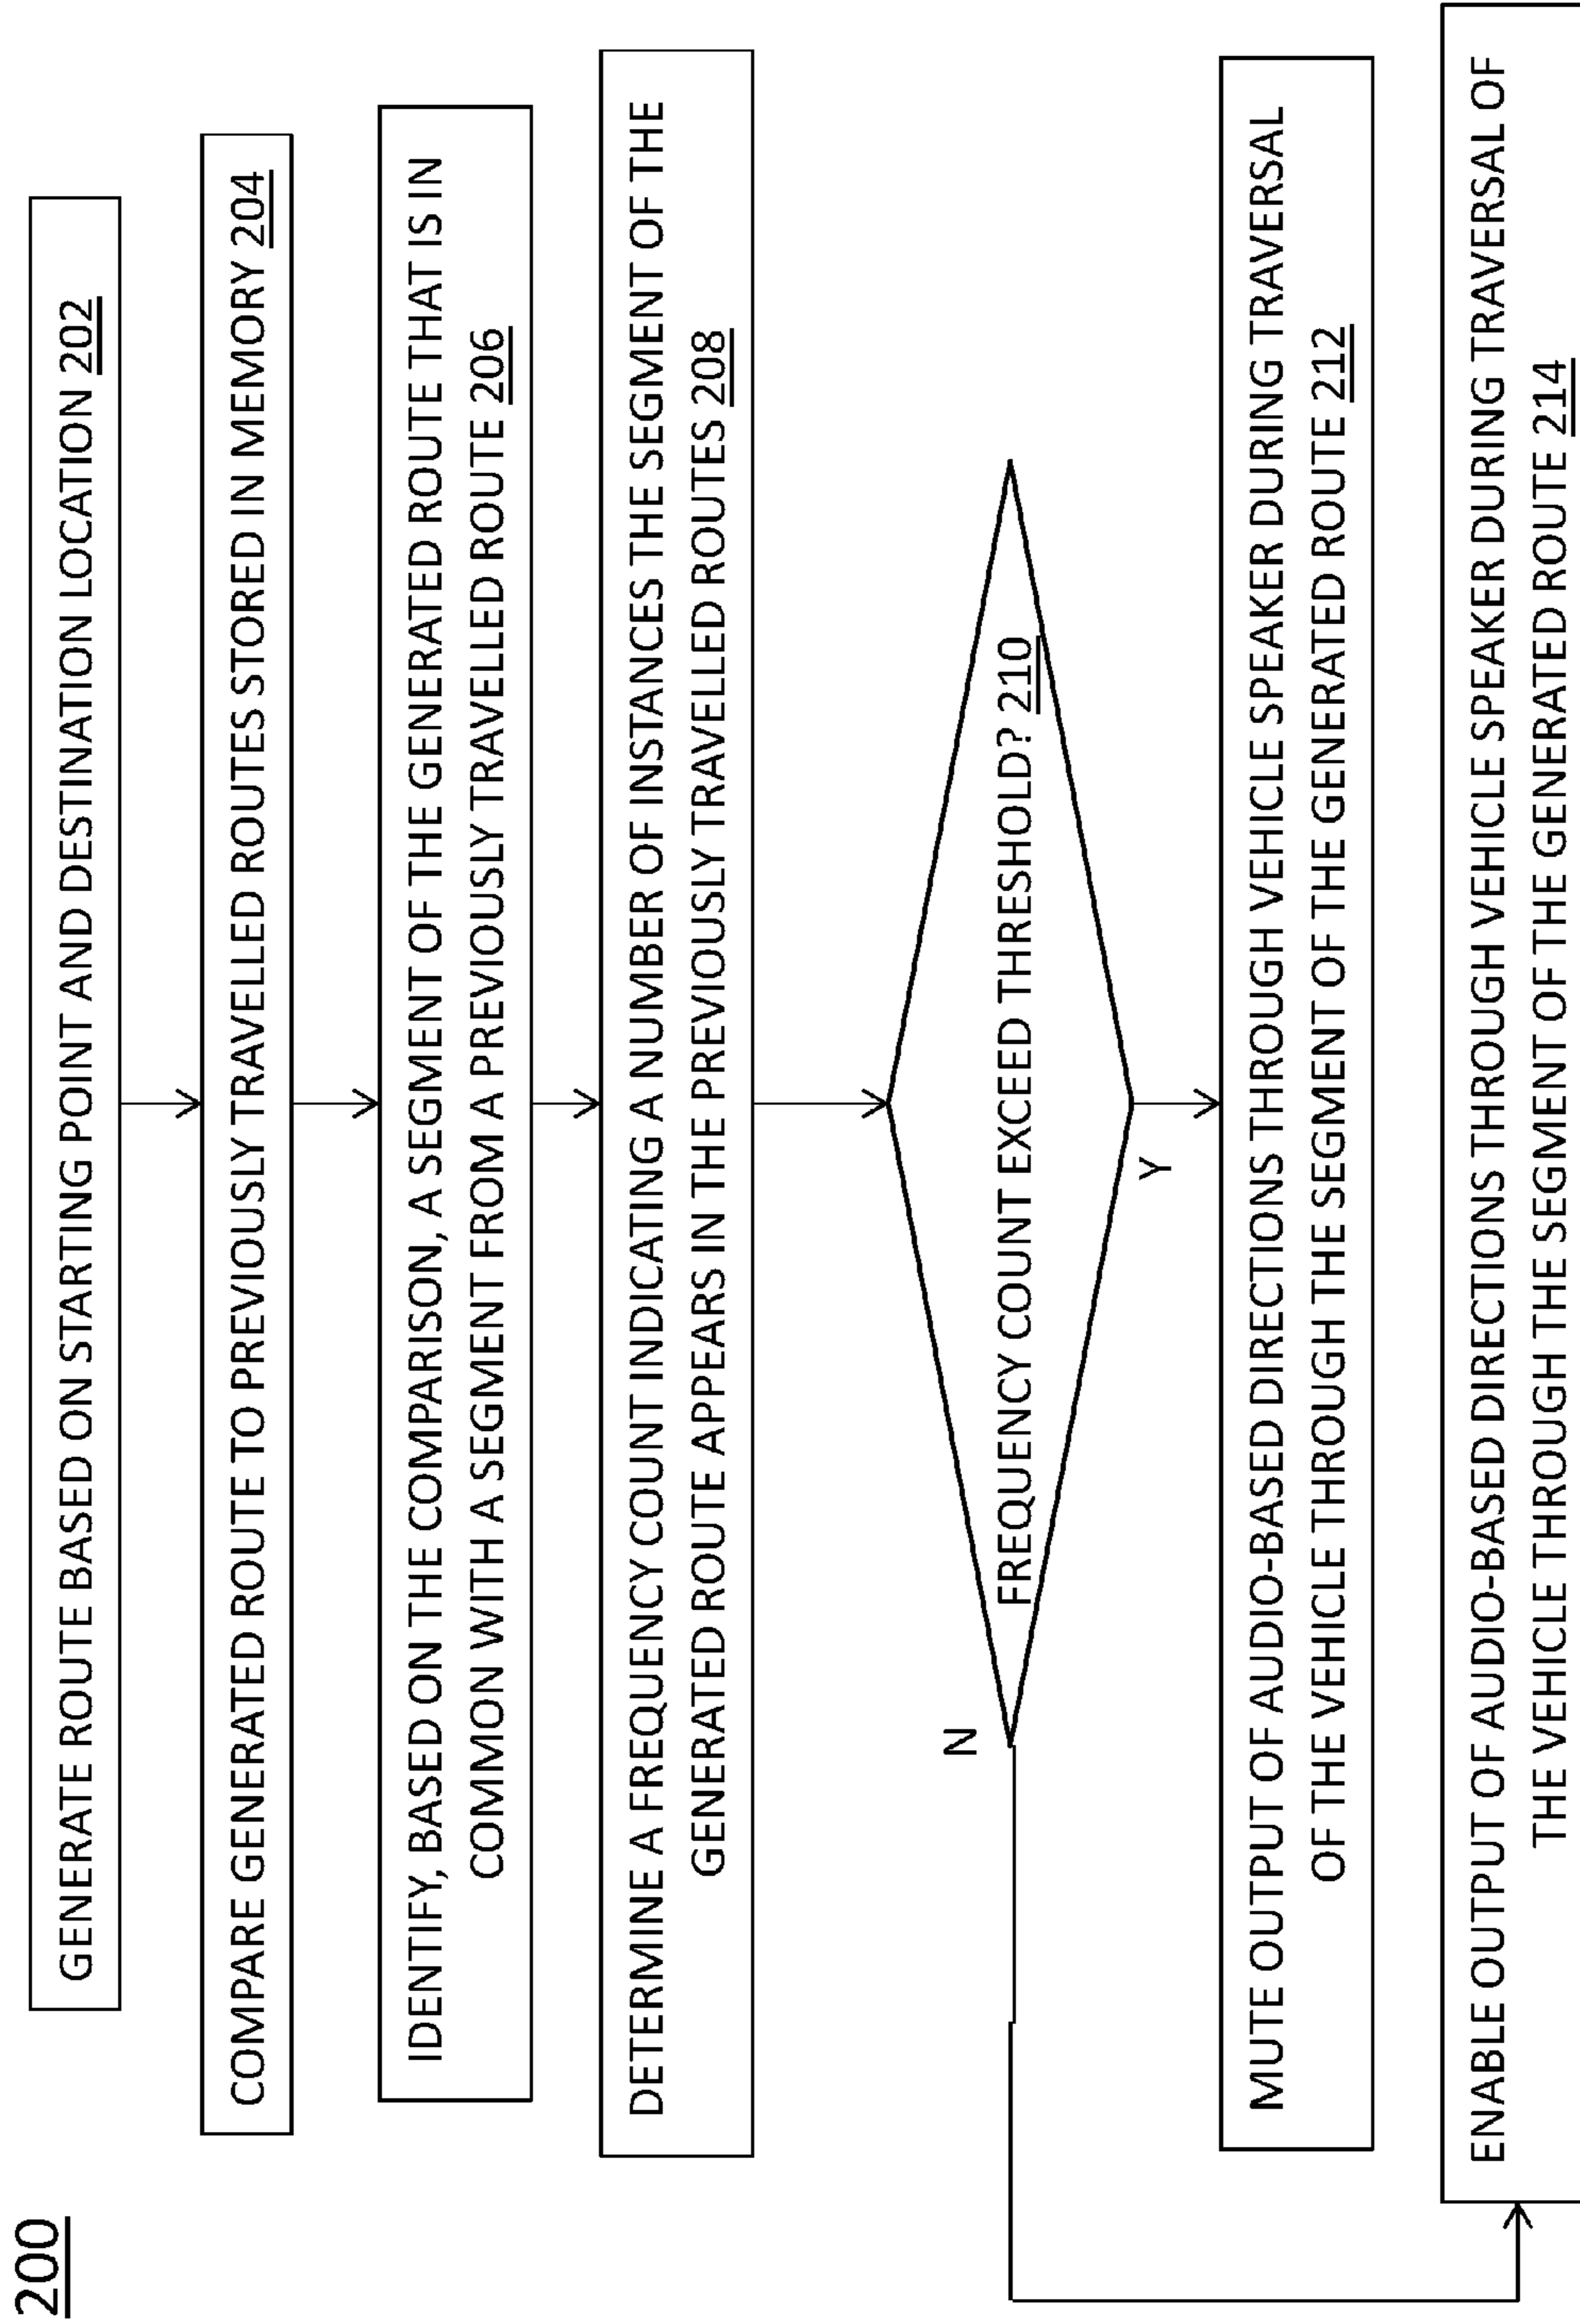 200
GENERATE ROUTE BASED ON STARTING POINT AND DESTINATION LOCATION 202
COMPARE GENERATED ROUTE TO PREVIOUSLY TRAVELLED ROUTES STORED IN MEMORY 204
IDENTIFY, BASED ON THE COMPARISON, A SEGMENT OF THE GENERATED ROUTE THAT IS IN
COMMON WITH A SEGMENT FROM A PREVIOUSLY TRAVELLED ROUTE 206
DETERMINE A FREQUENCY COUNT INDICATING A NUMBER OF INSTANCES THE SEGMENT OF THE
GENERATED ROUTE APPEARS IN THE PREVIOUSLY TRAVELLED ROUTES 208
N
FREQUENCY COUNT EXCEED THRESHOLD? 210
Y
MUTE OUTPUT OF AUDIO-BASED DIRECTIONS THROUGH VEHICLE SPEAKER DURING TRAVERSAL
OF THE VEHICLE THROUGH THE SEGMENT OF THE GENERATED ROUTE 212
ENABLE OUTPUT OF AUDIO-BASED DIRECTIONS THROUGH VEHICLE SPEAKER DURING TRAVERSAL OF
THE VEHICLE THROUGH THE SEGMENT OF THE GENERATED ROUTE 214